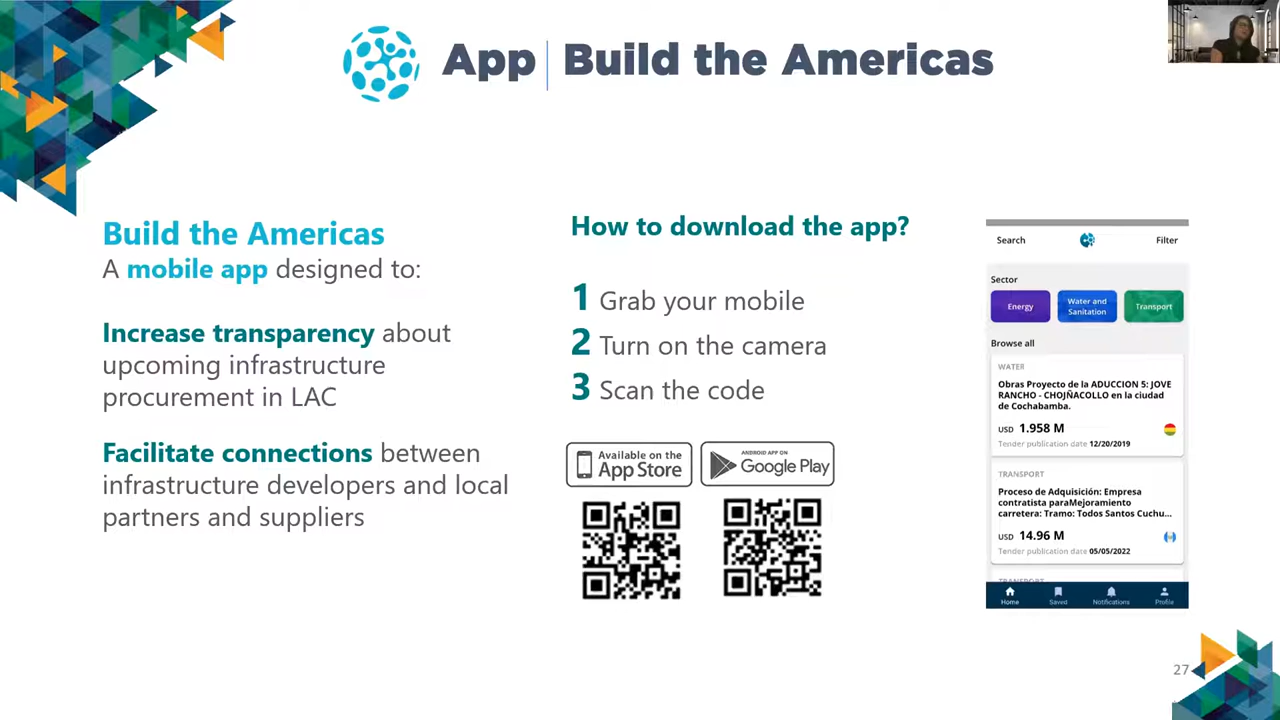 App | Build the Americas
Build the Americas
A mobile app designed to:
Increase transparency about
upcoming infrastructure
procurement in LAC
Facilitate connections between
infrastructure developers and local
partners and suppliers
How to download the app?
1 Grab your mobile
2 Turn on the camera
3 Scan the code
Available on the
App Store
ANDROID APP ON
Google Play
Search
Filter
Sector
Energy
Water and
Sanitation
Transport
Browse all
WATER
Obras Proyecto de la ADUCCION 5: JOVE
RANCHO - CHOJÑACOLLO en la ciudad
de Cochabamba.
USD 1.958 M
Tender publication date 12/20/2019
TRANSPORT
Proceso de Adquisición: Empresa
contratista paraMejoramiento
carretera: Tramo: Todos Santos Cuchu...
USD 14.96 M
Tender publication date 05/05/2022
TRANSPORT
Home
Saved
Notifications
Profile
27